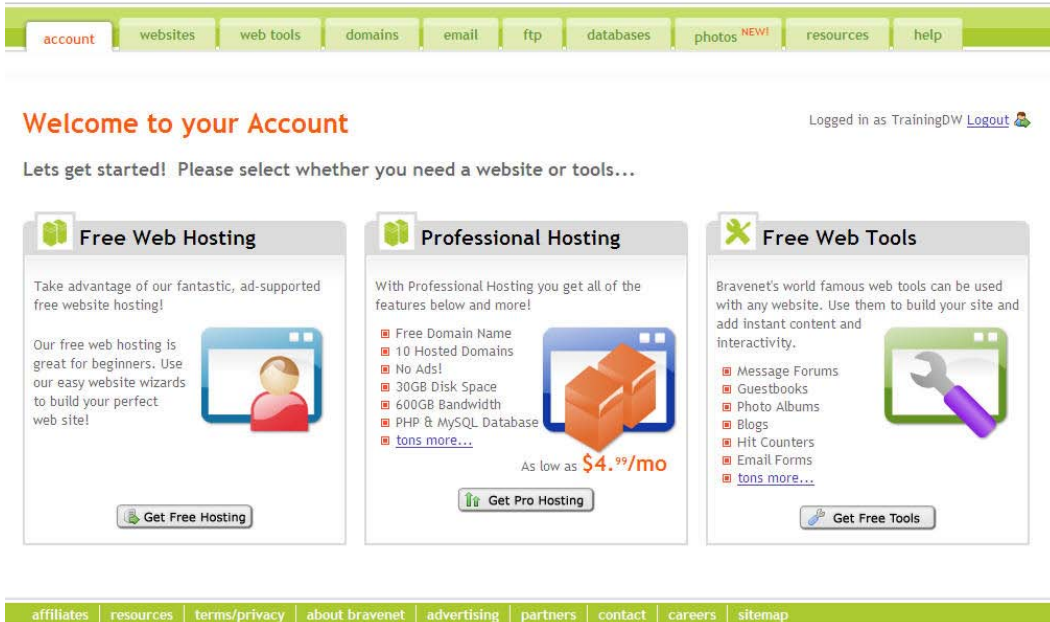 account websites web tools domains email ftp databases photos NEW! resources help
Welcome to your Account
Logged in as TrainingDW Logout
Lets get started! Please select whether you need a website or tools...
Free Web Hosting
Take advantage of our fantastic, ad-supported
free website hosting!
Our free web hosting is
great for beginners. Use
our easy website wizards
to build your perfect
web site!
Get Free Hosting
Professional Hosting
With Professional Hosting you get all of the
features below and more!
Free Domain Name
10 Hosted Domains
No Ads!
30GB Disk Space
600GB Bandwidth
PHP & MySQL Database
tons more...
As low as $4.99/mo
Get Pro Hosting
Free Web Tools
Bravenet's world famous web tools can be used
with any website. Use them to build your site and
add instant content and
interactivity.
Message Forums
Guestbooks
Photo Albums
Blogs
Hit Counters
Email Forms
tons more...
Get Free Tools
affiliates resources terms/privacy about bravenet advertising partners contact careers sitemap